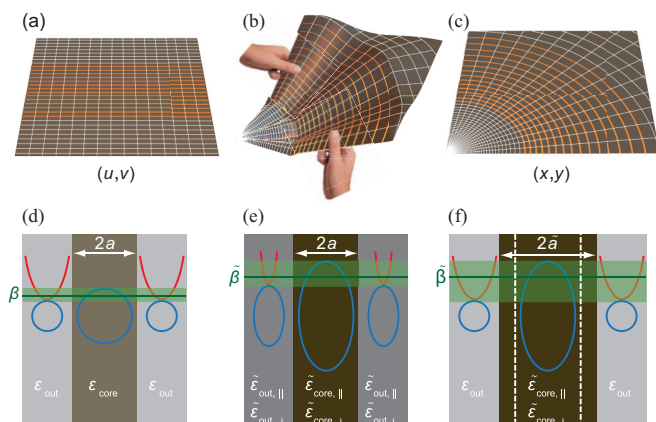 (a)
(b)
(c)
(u,v)
(x,y)
(d)
(e)
(f)
2a
2a
2ã
β
β̃
β̃
ε_out ε_core ε_out
ε̃_out, || ε̃_core, || ε̃_out, ||
ε̃_out, ⊥ ε̃_core, ⊥ ε̃_out, ⊥
ε_out ε̃_core, || ε_out
ε̃_core, ⊥